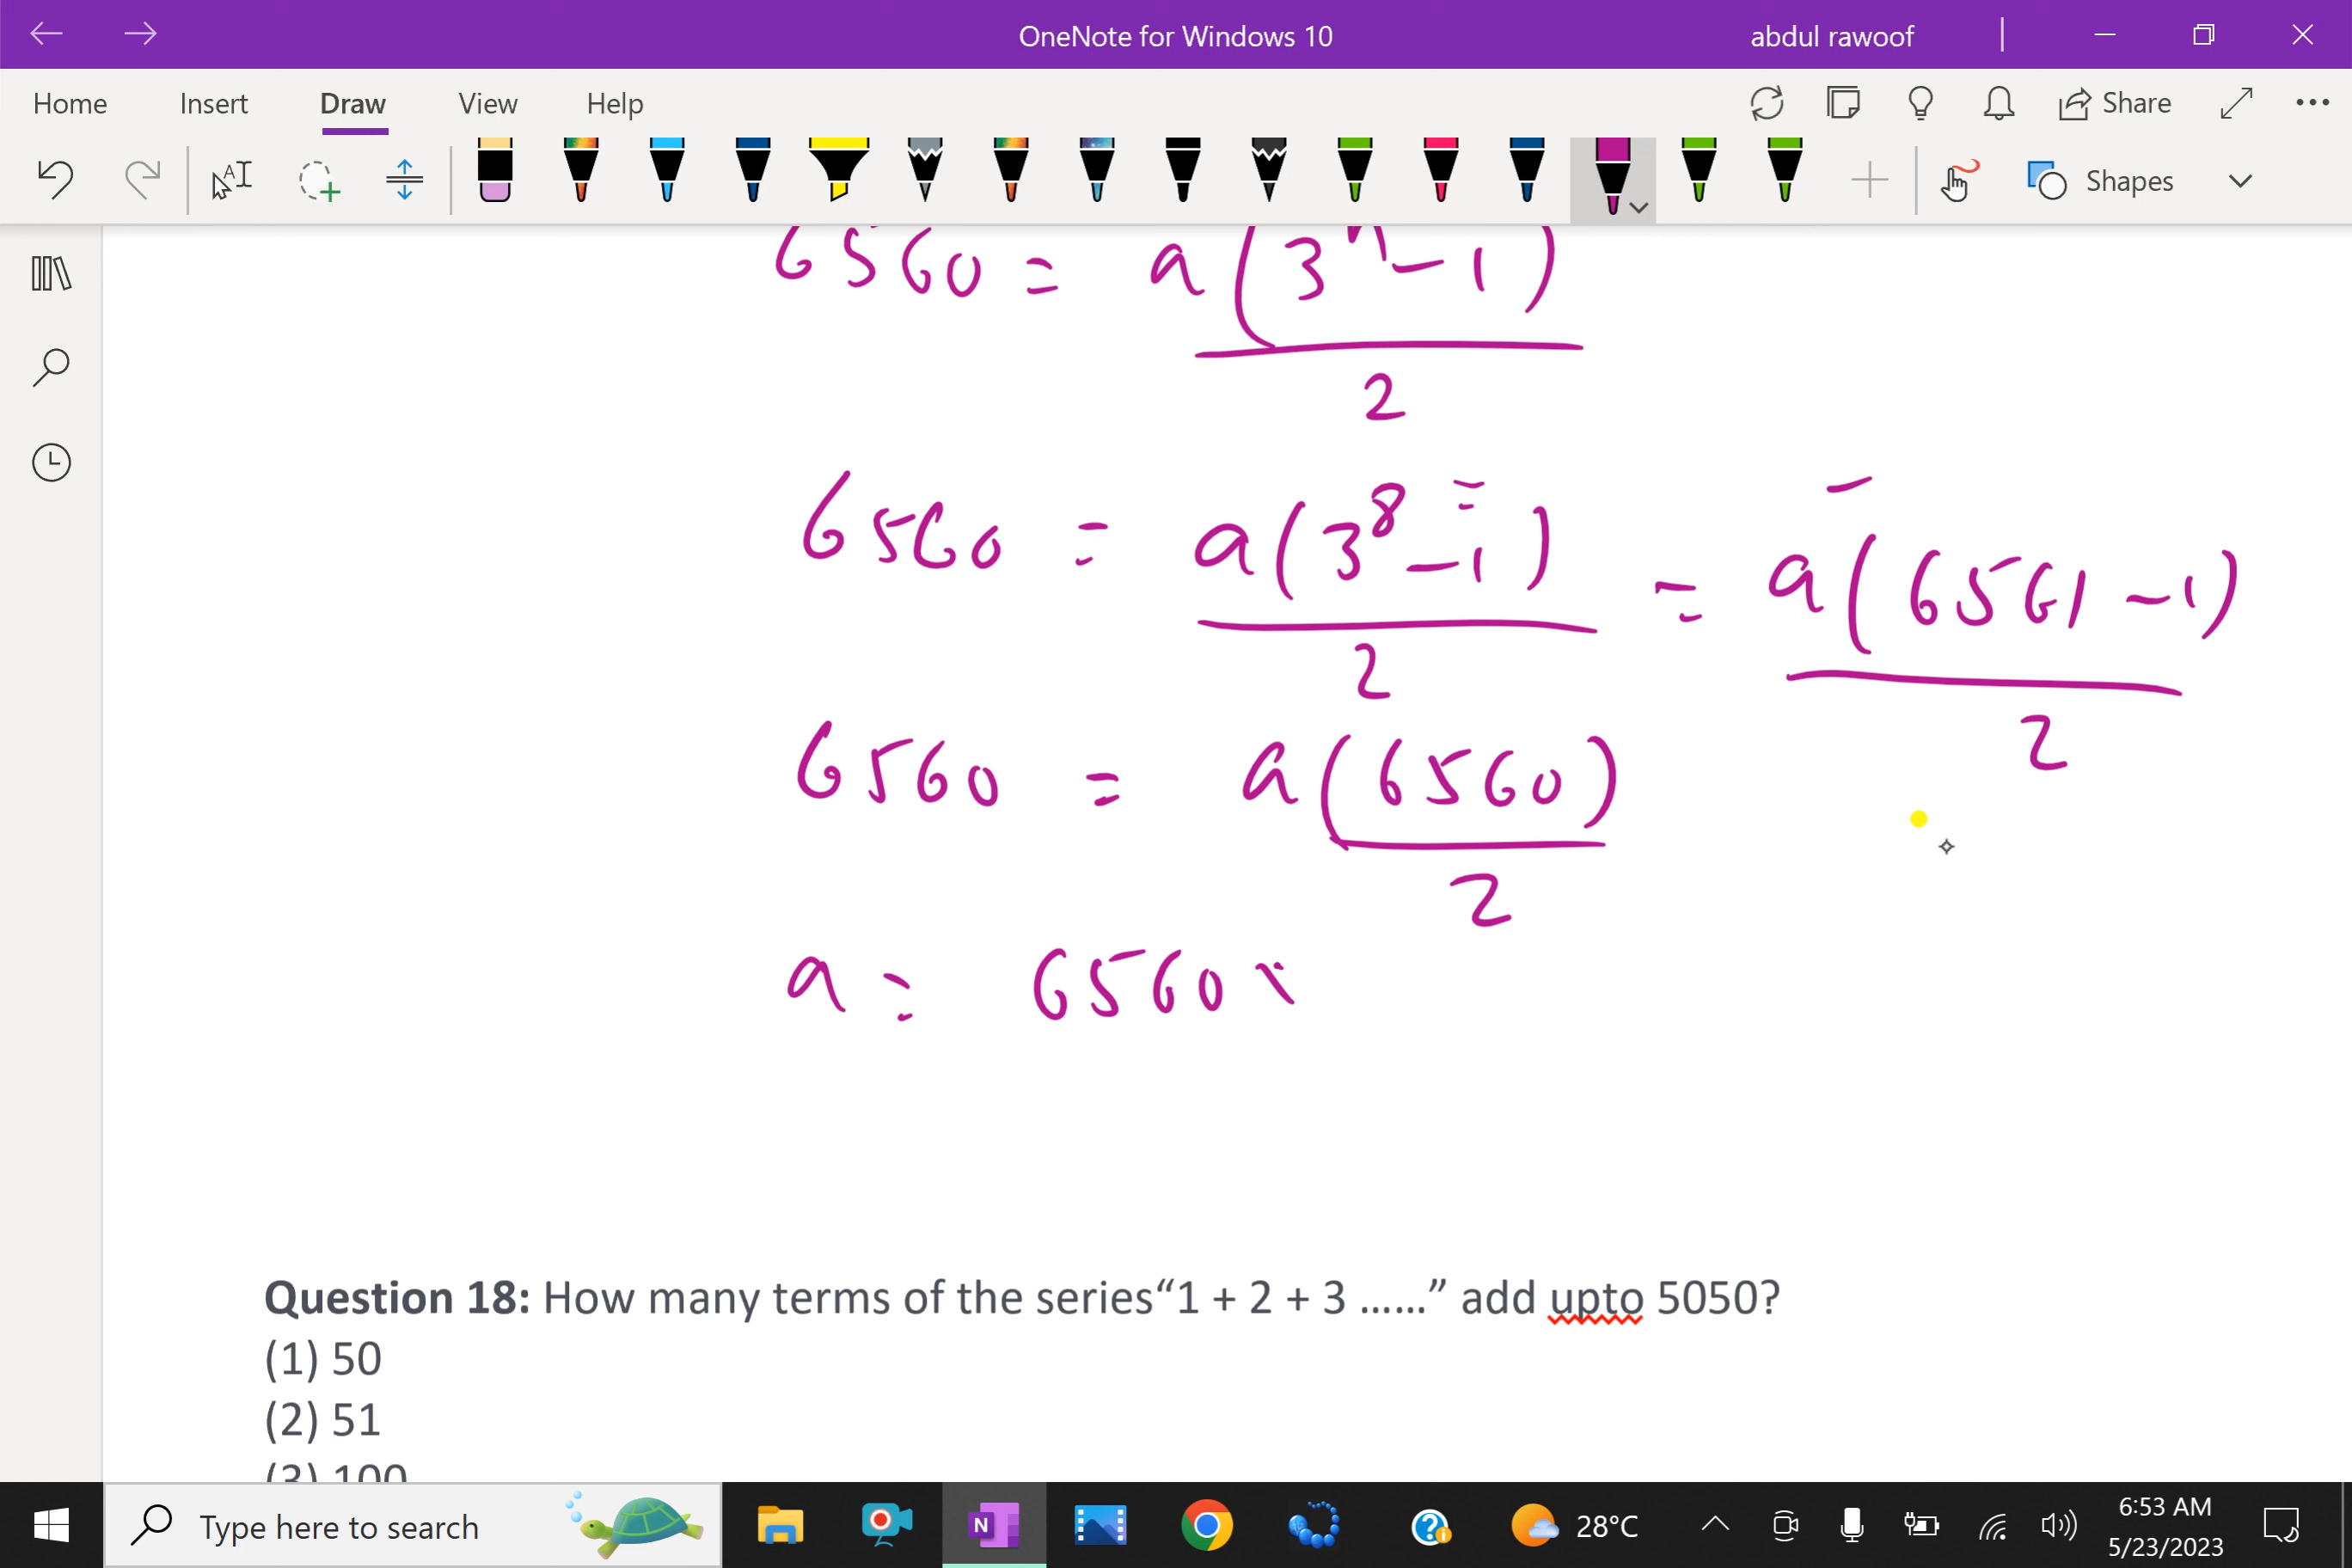 OneNote for Windows 10 abdul rawoof
Home Insert Draw View Help Share
Shapes
6560 = a(3ⁿ-1)
2
6560 = a(3⁸-1) = a(6561-1)
2 2
6560 = a(6560)
2
a = 6560 ×
Question 18: How many terms of the series“1 + 2 + 3 ......” add upto 5050?
(1) 50
(2) 51
(3) 100
Type here to search 28°C 6:53 AM
5/23/2023